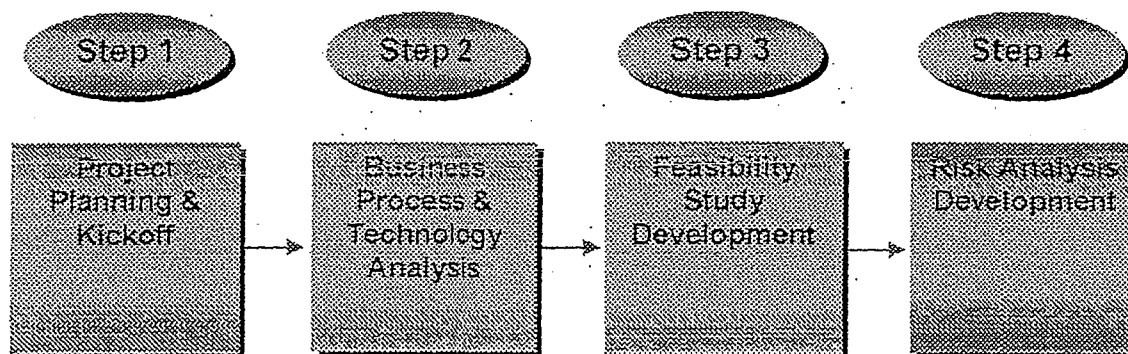 Step 1
Step 2
Step 3
Step 4
Project
Planning &
Kickoff
Business
Process &
Technology
Analysis
Feasibility
Study
Development
Risk Analysis
Development